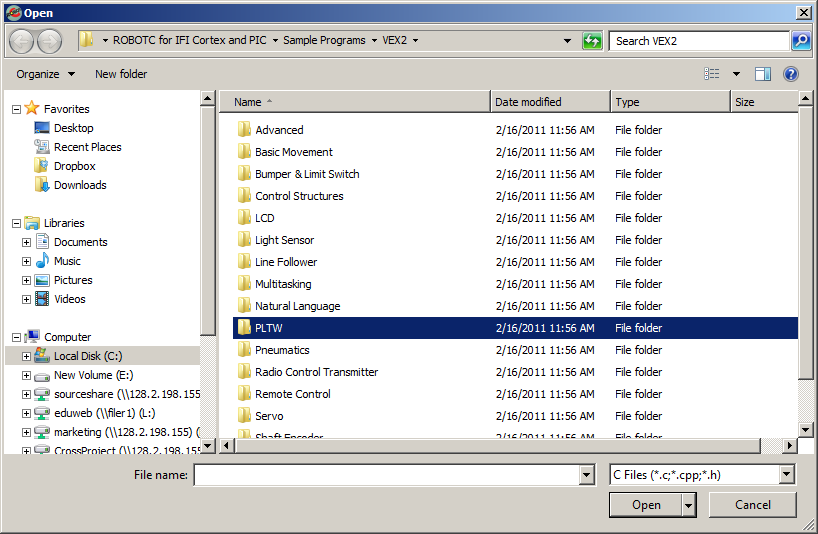 Open
ROBOTC for IFI Cortex and PIC Sample Programs VEX2 Search VEX2
Organize New folder
Name Date modified Type Size
Favorites
Desktop
Recent Places
Dropbox
Downloads
Libraries
Documents
Music
Pictures
Videos
Computer
Local Disk (C:)
New Volume (E:)
sourceshare (\\128.2.198.155
eduweb (\\filer1) (L:)
marketing (\\128.2.198.155) (
CrossProject (\\128.2.198.155
Advanced 2/16/2011 11:56 AM File folder
Basic Movement 2/16/2011 11:56 AM File folder
Bumper & Limit Switch 2/16/2011 11:56 AM File folder
Control Structures 2/16/2011 11:56 AM File folder
LCD 2/16/2011 11:56 AM File folder
Light Sensor 2/16/2011 11:56 AM File folder
Line Follower 2/16/2011 11:56 AM File folder
Multitasking 2/16/2011 11:56 AM File folder
Natural Language 2/16/2011 11:56 AM File folder
PLTW 2/16/2011 11:56 AM File folder
Pneumatics 2/16/2011 11:56 AM File folder
Radio Control Transmitter 2/16/2011 11:56 AM File folder
Remote Control 2/16/2011 11:56 AM File folder
Servo 2/16/2011 11:56 AM File folder
Shaft Encoder 2/16/2011 11:56 AM File folder
File name: C Files (*.c;*.cpp;*.h)
Open Cancel